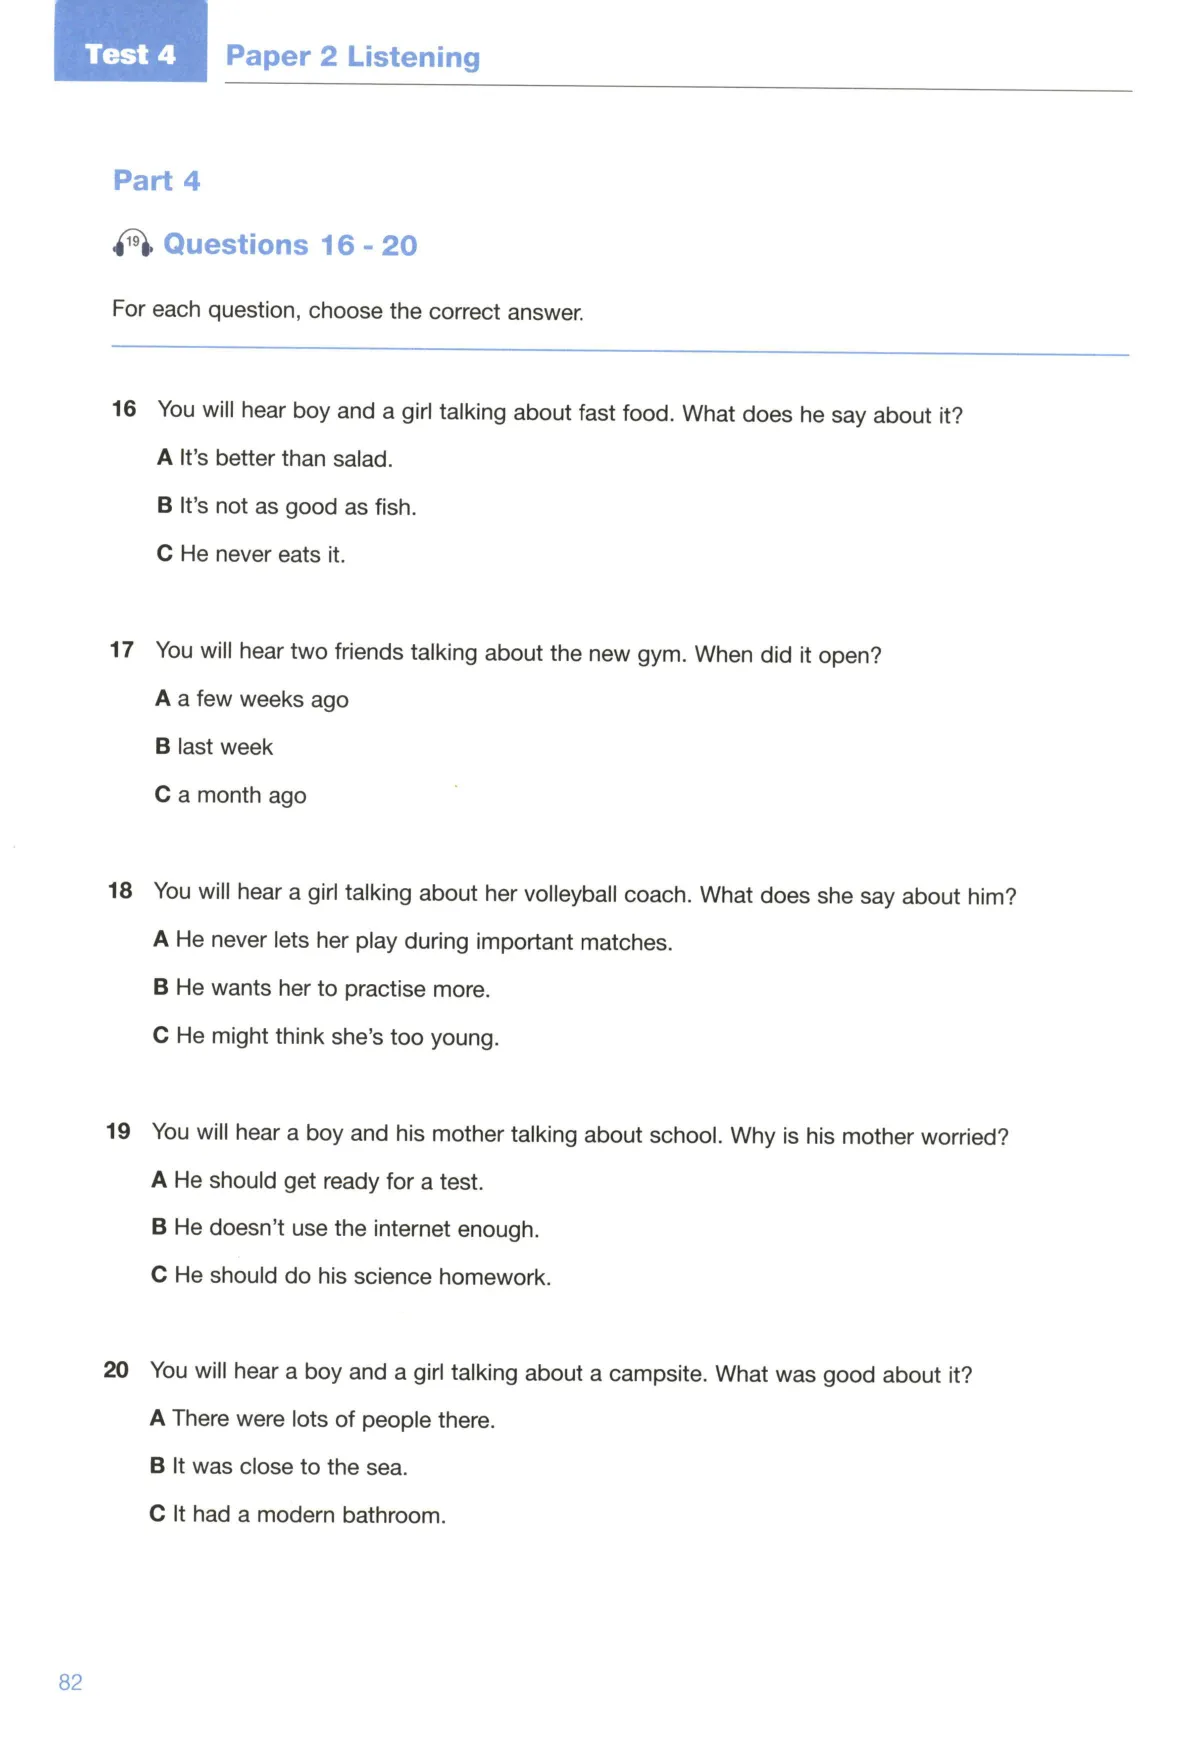 Test 4
Paper 2 Listening
Part 4
19
Questions 16 - 20
For each question, choose the correct answer.
16 You will hear boy and a girl talking about fast food. What does he say about it?
A It's better than salad.
B It's not as good as fish.
C He never eats it.
17 You will hear two friends talking about the new gym. When did it open?
A a few weeks ago
B last week
C a month ago
18 You will hear a girl talking about her volleyball coach. What does she say about him?
A He never lets her play during important matches.
B He wants her to practise more.
C He might think she's too young.
19 You will hear a boy and his mother talking about school. Why is his mother worried?
A He should get ready for a test.
B He doesn't use the internet enough.
C He should do his science homework.
20 You will hear a boy and a girl talking about a campsite. What was good about it?
A There were lots of people there.
B It was close to the sea.
C It had a modern bathroom.
82